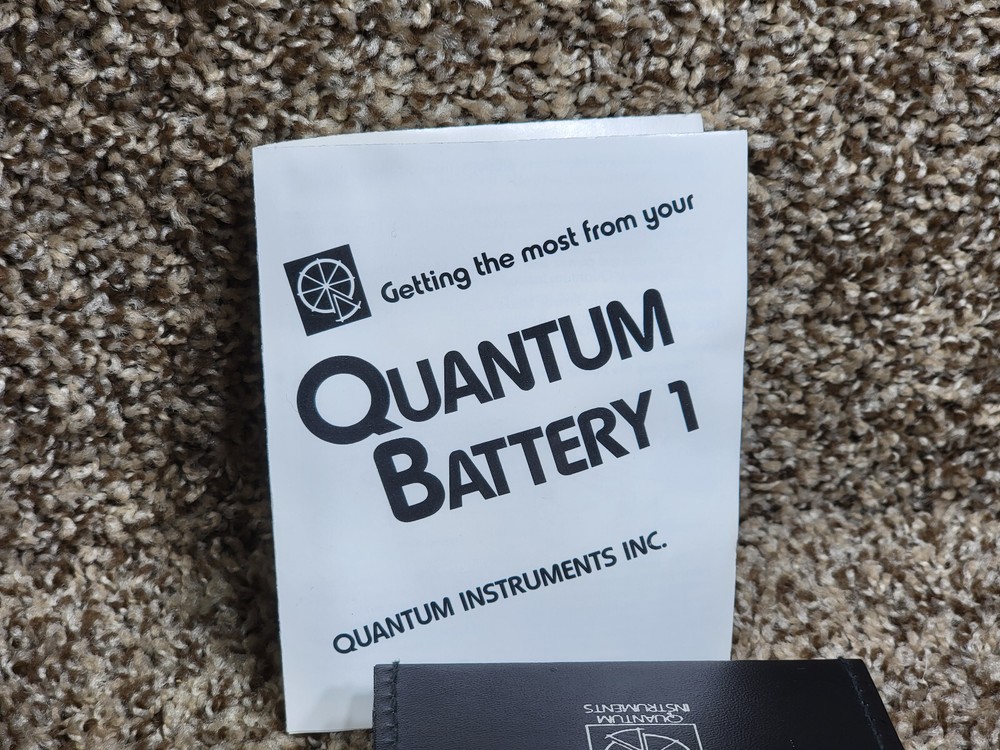 Getting the most from your
QUANTUM
BATTERY 1
QUANTUM INSTRUMENTS INC.
QUANTUM
INSTRUMENTS